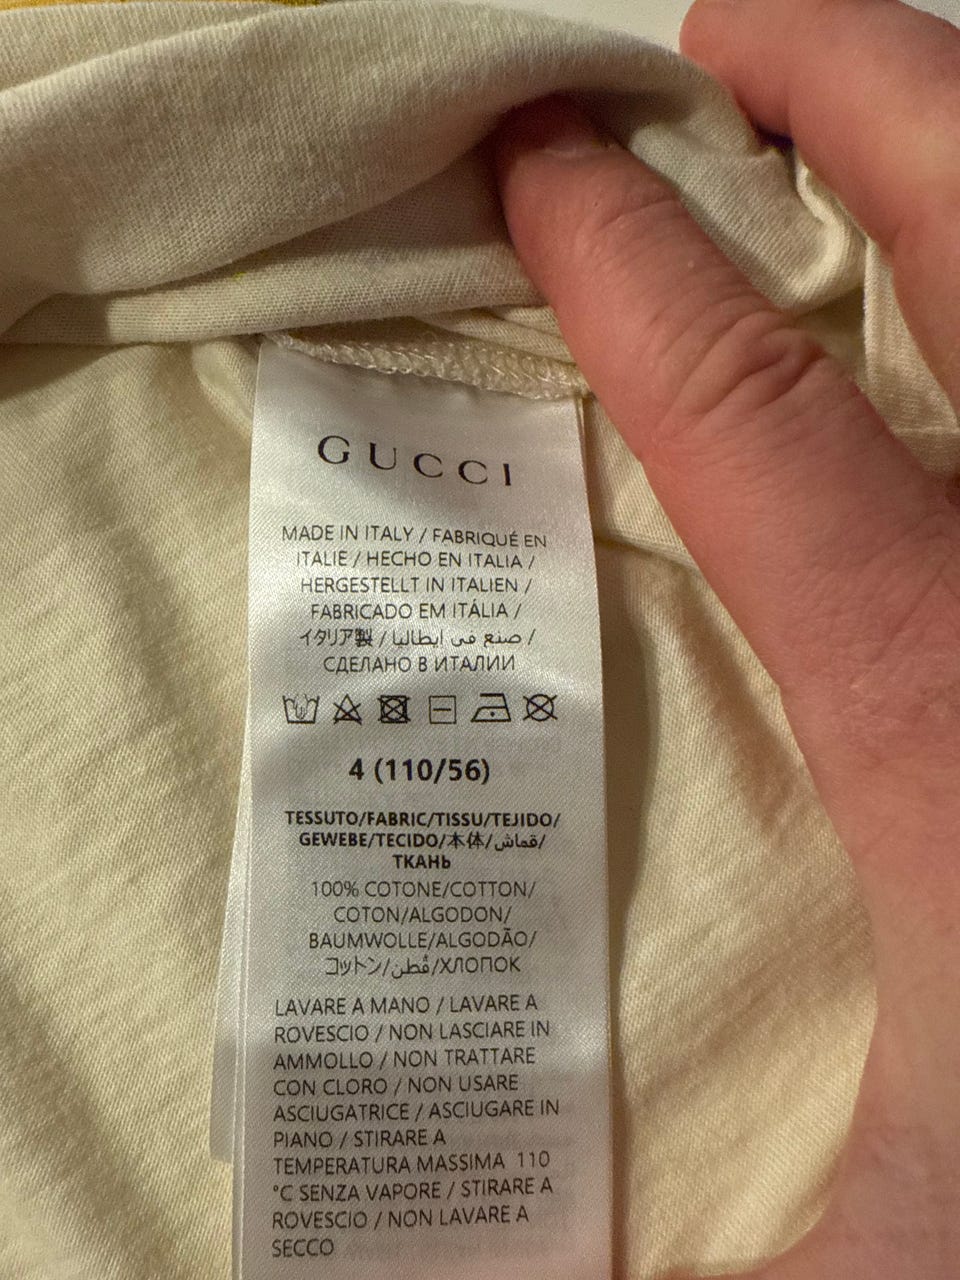 GUCCI
MADE IN ITALY / FABRIQUÉ EN
ITALIE / HECHO EN ITALIA /
HERGESTELLT IN ITALIEN /
FABRICADO EM ITÁLIA /
イタリア製 / صنع في ايطاليا /
СДЕЛАНО В ИТАЛИИ
4 (110/56)
TESSUTO/FABRIC/TISSU/TEJIDO/
GEWEBE/TECIDO/本体/قماش/
ТКАНЬ
100% COTONE/COTTON/
COTON/ALGODON/
BAUMWOLLE/ALGODÃO/
コットン/قُطن/ХЛОПОК
LAVARE A MANO / LAVARE A
ROVESCIO / NON LASCIARE IN
AMMOLLO / NON TRATTARE
CON CLORO / NON USARE
ASCIUGATRICE / ASCIUGARE IN
PIANO / STIRARE A
TEMPERATURA MASSIMA 110
°C SENZA VAPORE / STIRARE A
ROVESCIO / NON LAVARE A
SECCO